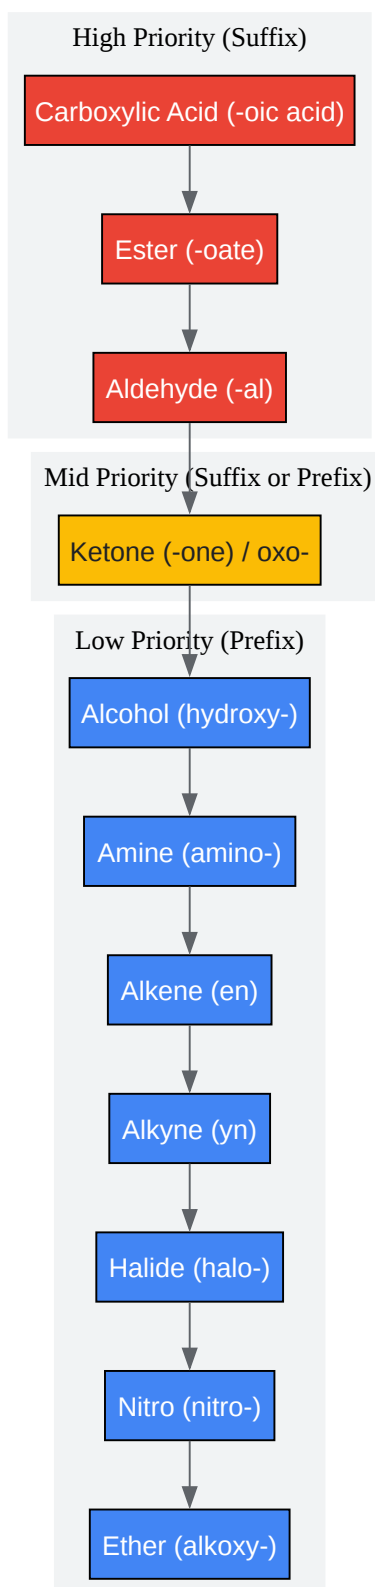 High Priority (Suffix)
Carboxylic Acid (-oic acid)
Ester (-oate)
Aldehyde (-al)
Mid Priority (Suffix or Prefix)
Ketone (-one) / oxo-
Low Priority (Prefix)
Alcohol (hydroxy-)
Amine (amino-)
Alkene (en)
Alkyne (yn)
Halide (halo-)
Nitro (nitro-)
Ether (alkoxy-)